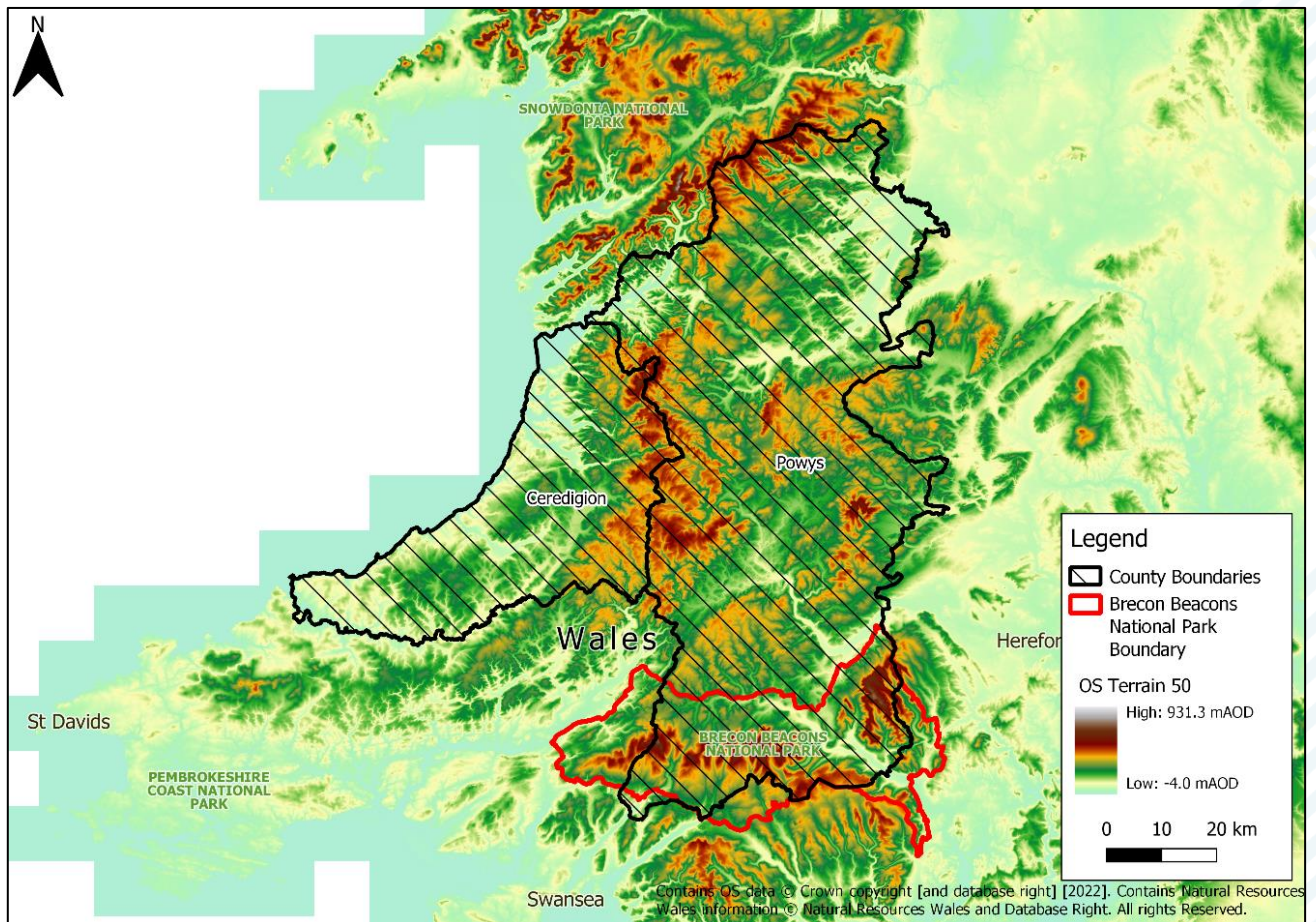 N
SNOWDONIA NATIONAL
PARK
Powys
Ceredigion
Wales
Hereford
St Davids
BRECON BEACONS
NATIONAL PARK
PEMBROKESHIRE
COAST NATIONAL
PARK
Swansea
Legend
County Boundaries
Brecon Beacons
National Park
Boundary
OS Terrain 50
High: 931.3 mAOD
Low: -4.0 mAOD
0 10 20 km
Contains OS data © Crown copyright [and database right] [2022]. Contains Natural Resources
Wales information © Natural Resources Wales and Database Right. All rights Reserved.